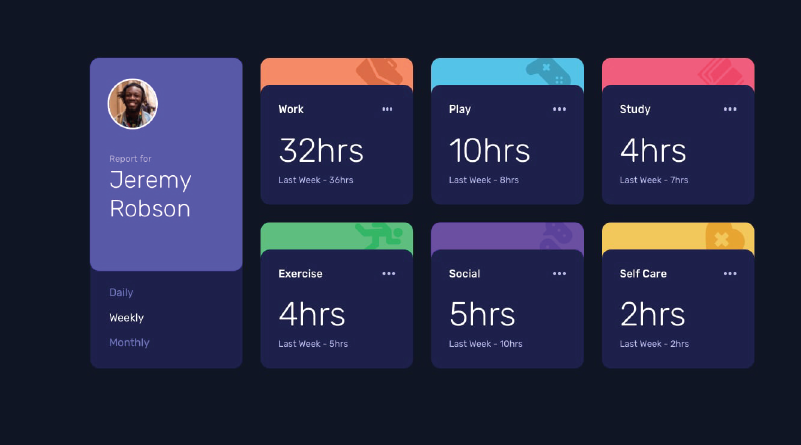 Report for
Jeremy
Robson
Daily
Weekly
Monthly
Work
32hrs
Last Week - 36hrs
Play
10hrs
Last Week - 8hrs
Study
4hrs
Last Week - 7hrs
Exercise
4hrs
Last Week - 5hrs
Social
5hrs
Last Week - 10hrs
Self Care
2hrs
Last Week - 2hrs